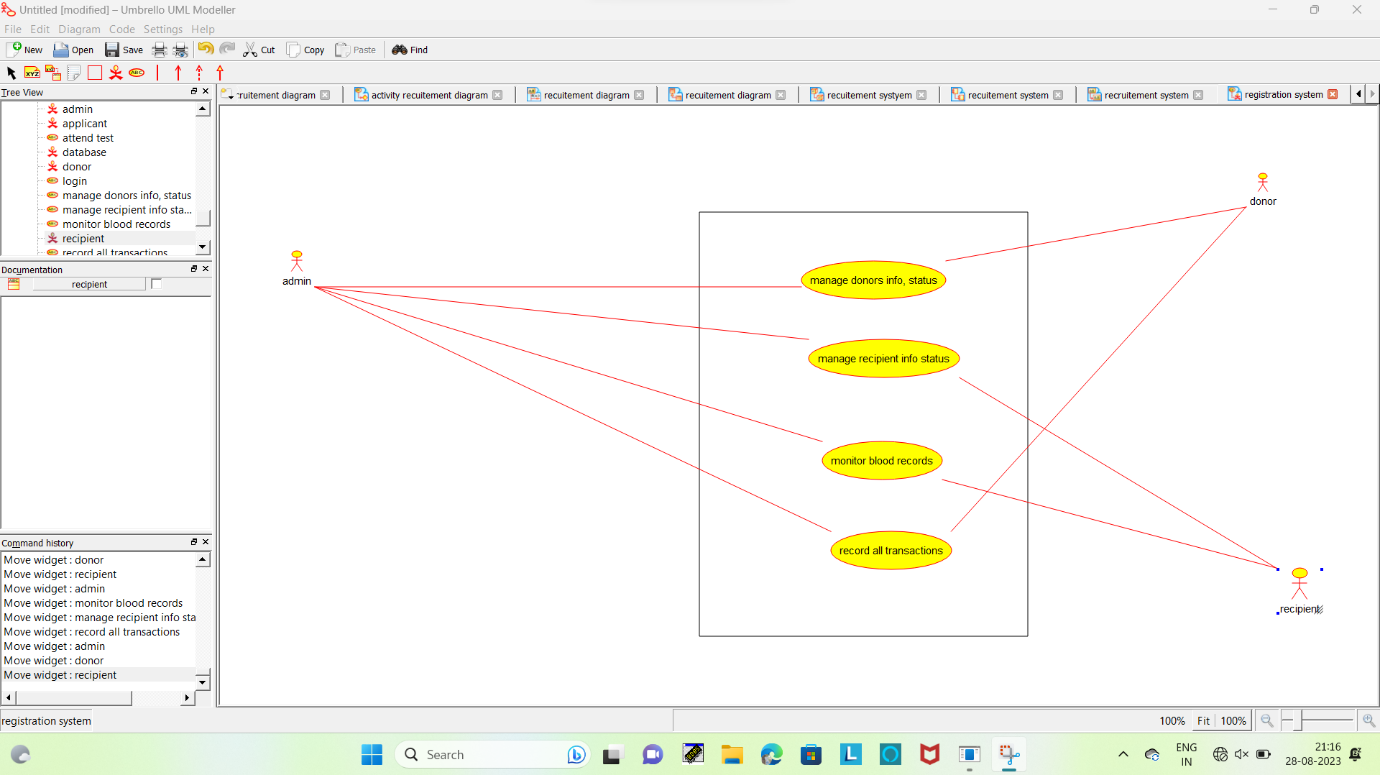 Untitled [modified] – Umbrello UML Modeller
File Edit Diagram Code Settings Help
New Open Save Cut Copy Paste Find
XYZ ABC
Tree View
:ruitement diagram activity recuitement diagram recuitement diagram recuitement diagram recuitement systyem recuitement system recruitement system registration system
admin
applicant
attend test
database
donor
login
manage donors info, status
manage recipient info sta...
monitor blood records
recipient
record all transactions
Documentation
recipient
Command history
Move widget : donor
Move widget : recipient
Move widget : admin
Move widget : monitor blood records
Move widget : manage recipient info sta
Move widget : record all transactions
Move widget : admin
Move widget : donor
Move widget : recipient
donor
admin
manage donors info, status
manage recipient info status
monitor blood records
record all transactions
recipient
registration system
100% Fit 100%
Search
L
ENG
IN
21:16
28-08-2023